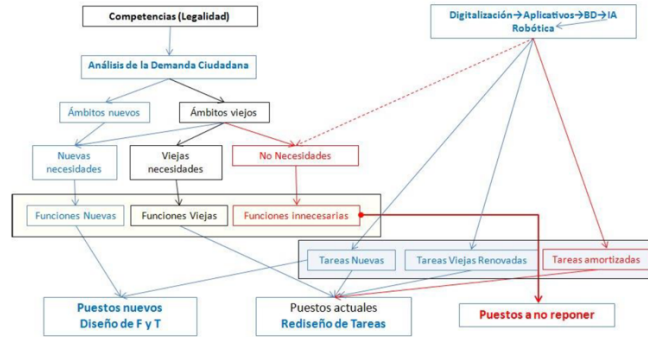 Competencias (Legalidad)
Digitalización→Aplicativos→BD→IA
Robótica
Análisis de la Demanda Ciudadana
Ámbitos nuevos
Ámbitos viejos
Nuevas
necesidades
Viejas
necesidades
No Necesidades
Funciones Nuevas
Funciones Viejas
Funciones innecesarias
Tareas Nuevas
Tareas Viejas Renovadas
Tareas amortizadas
Puestos nuevos
Diseño de F y T
Puestos actuales
Rediseño de Tareas
Puestos a no reponer